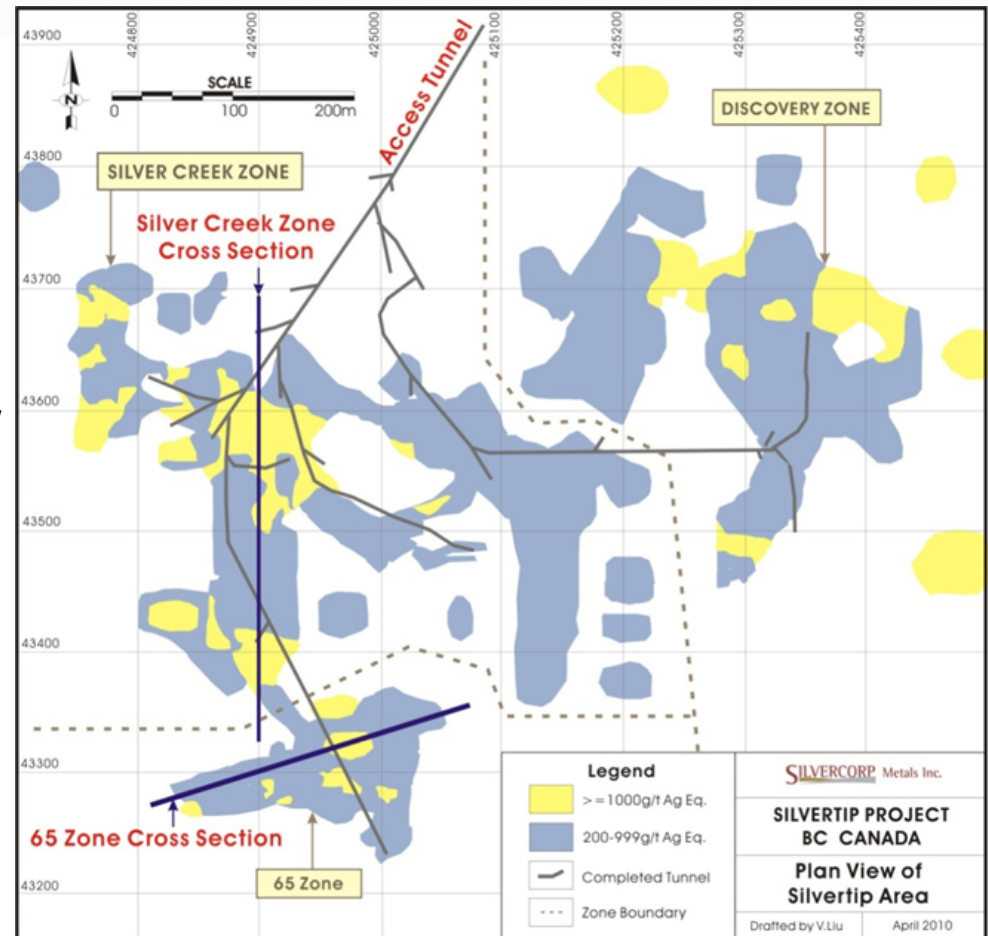 43900
424800
424900
425000
425100
425200
425300
425400
Access Tunnel
SCALE
N
0
100
200m
DISCOVERY ZONE
43800
SILVER CREEK ZONE
Silver Creek Zone
Cross Section
43700
43600
43500
43400
43300
65 Zone Cross Section
65 Zone
43200
Legend
>=1000g/t Ag Eq.
200-999g/t Ag Eq.
Completed Tunnel
Zone Boundary
SILVERCORP Metals Inc.
SILVERTIP PROJECT
BC CANADA
Plan View of
Silvertip Area
Drafted by V.Liu
April 2010